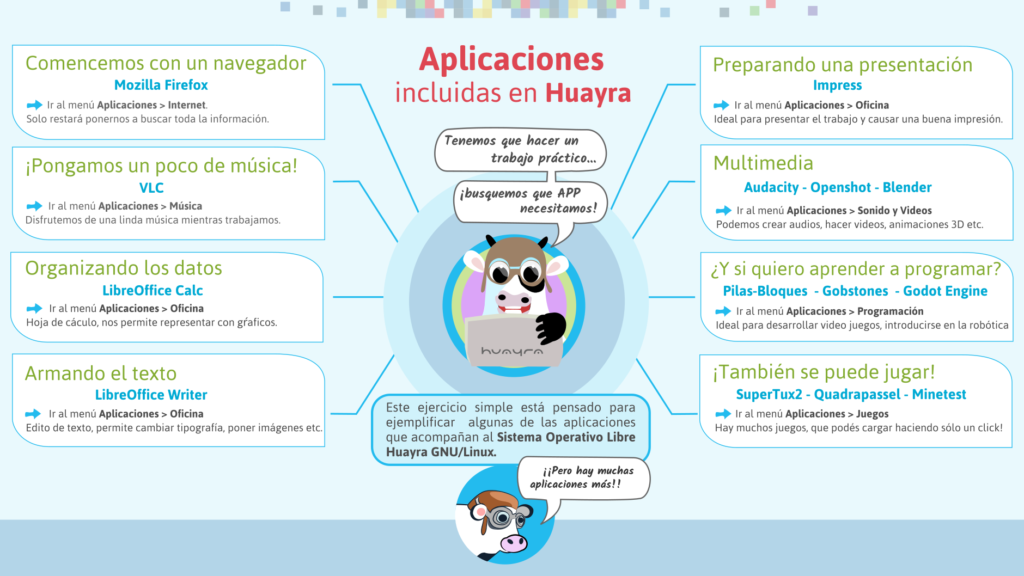 Aplicaciones
incluidas en Huayra
Comencemos con un navegador
Mozilla Firefox
Ir al menú Aplicaciones > Internet.
Solo restará ponernos a buscar toda la información.
¡Pongamos un poco de música!
VLC
Ir al menú Aplicaciones > Música
Disfrutemos de una linda música mientras trabajamos.
Organizando los datos
LibreOffice Calc
Ir al menú Aplicaciones > Oficina
Hoja de cáculo, nos permite representar con gŕaficos.
Armando el texto
LibreOffice Writer
Ir al menú Aplicaciones > Oficina
Edito de texto, permite cambiar tipografía, poner imágenes etc.
Tenemos que hacer un
trabajo práctico...
¡busquemos que APP
necesitamos!
huayra
Este ejercicio simple está pensado para
ejemplificar algunas de las aplicaciones
que acompañan al Sistema Operativo Libre
Huayra GNU/Linux.
¡¡Pero hay muchas
aplicaciones más!!
Preparando una presentación
Impress
Ir al menú Aplicaciones > Oficina
Ideal para presentar el trabajo y causar una buena impresión.
Multimedia
Audacity - Openshot - Blender
Ir al menú Aplicaciones > Sonido y Videos
Podemos crear audios, hacer videos, animaciones 3D etc.
¿Y si quiero aprender a programar?
Pilas-Bloques - Gobstones - Godot Engine
Ir al menú Aplicaciones > Programación
Ideal para desarrollar video juegos, introducirse en la robótica
¡También se puede jugar!
SuperTux2 - Quadrapassel - Minetest
Ir al menú Aplicaciones > Juegos
Hay muchos juegos, que podés cargar haciendo sólo un click!